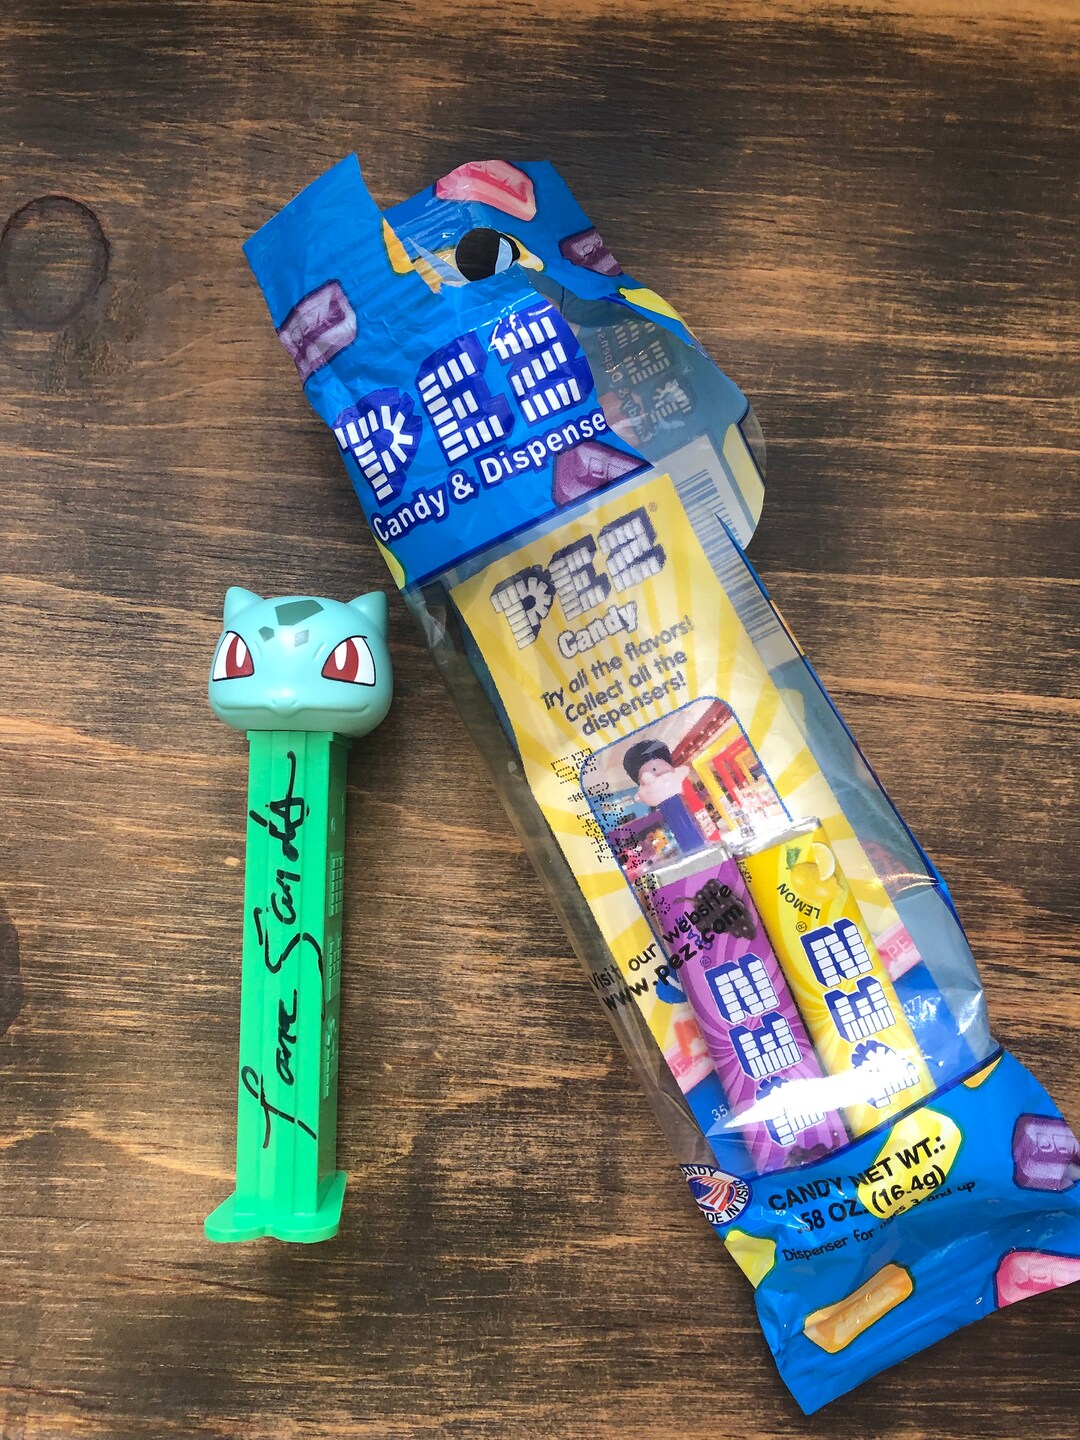 PEZ
Candy & Dispense
PEZ
Candy
Try all the flavors!
Collect all the
dispensers!
Visit our website
www.pez.com
LEMON
PEZ
PEZ
CANDY NET WT.:
.58 OZ. (16.4g)
Dispenser for ages 3 and up